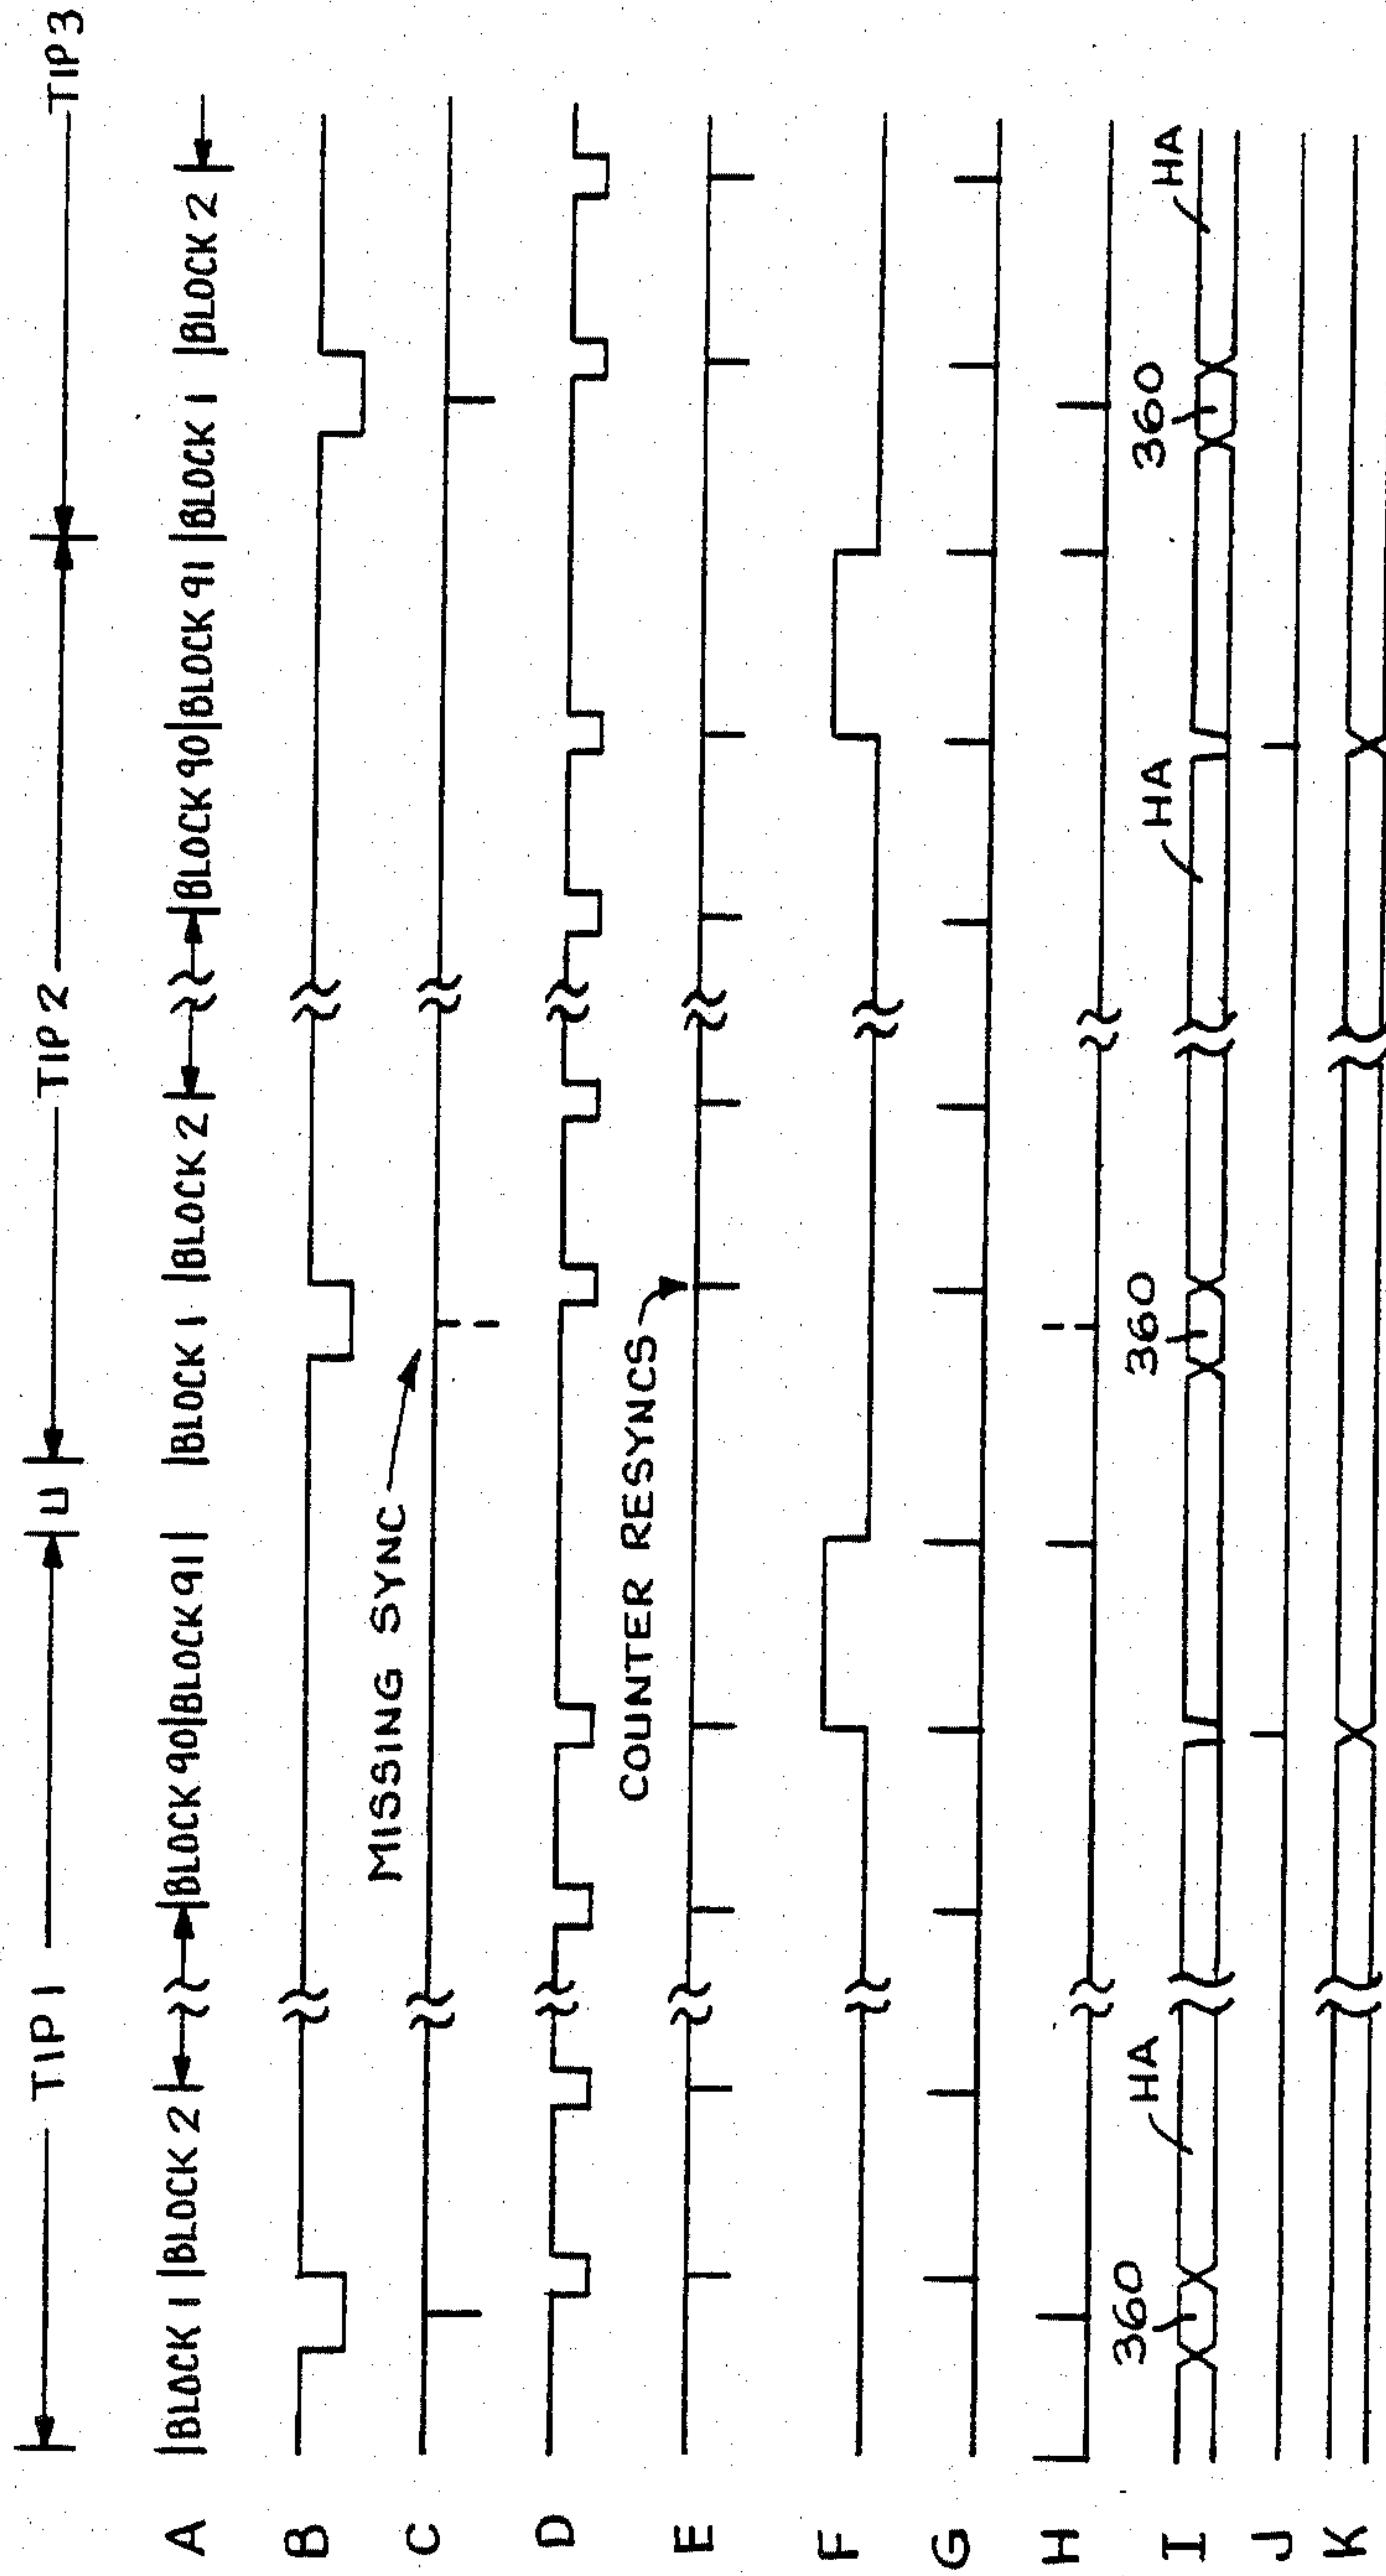 TIP 1 U TIP 2 TIP 3
A BLOCK 1 BLOCK 2 BLOCK 90 BLOCK 91 BLOCK 1 BLOCK 2 BLOCK 90 BLOCK 91 BLOCK 1 BLOCK 2
B
MISSING SYNC
C
D
COUNTER RESYNCS
E
F
G
H
360 HA 360 HA 360 HA
I
J
K